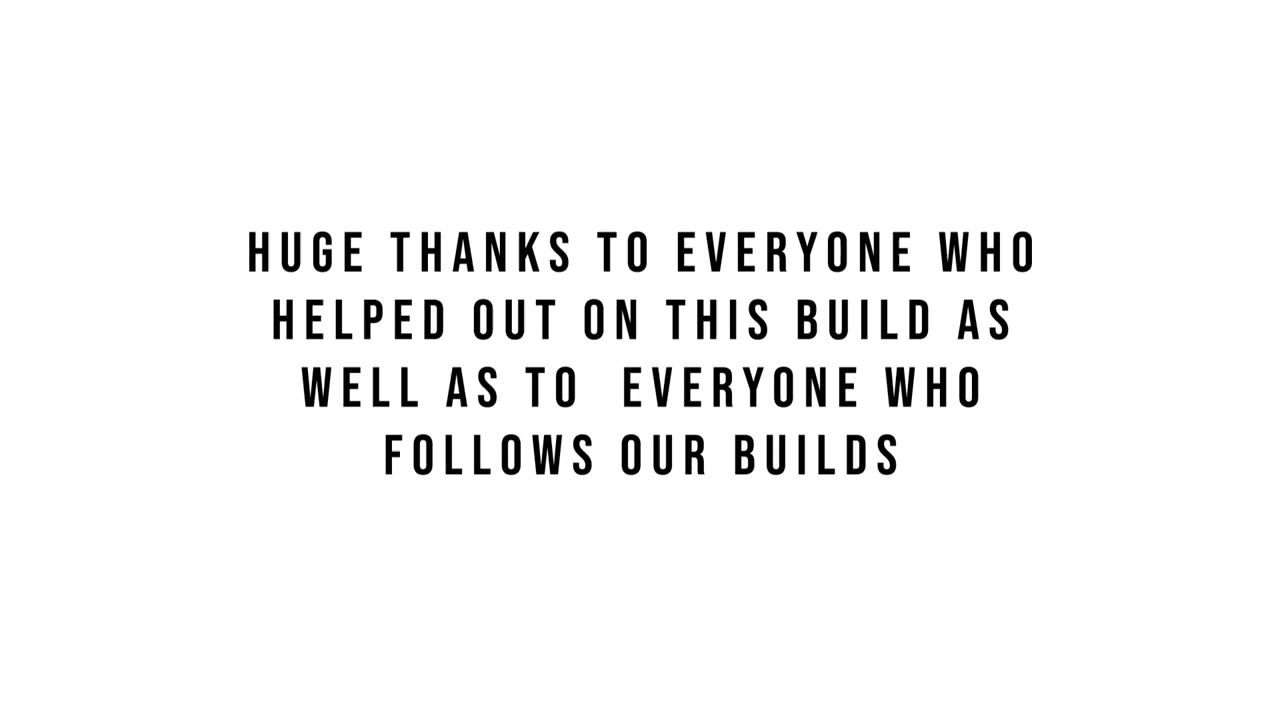 HUGE THANKS TO EVERYONE WHO
HELPED OUT ON THIS BUILD AS
WELL AS TO  EVERYONE WHO
FOLLOWS OUR BUILDS